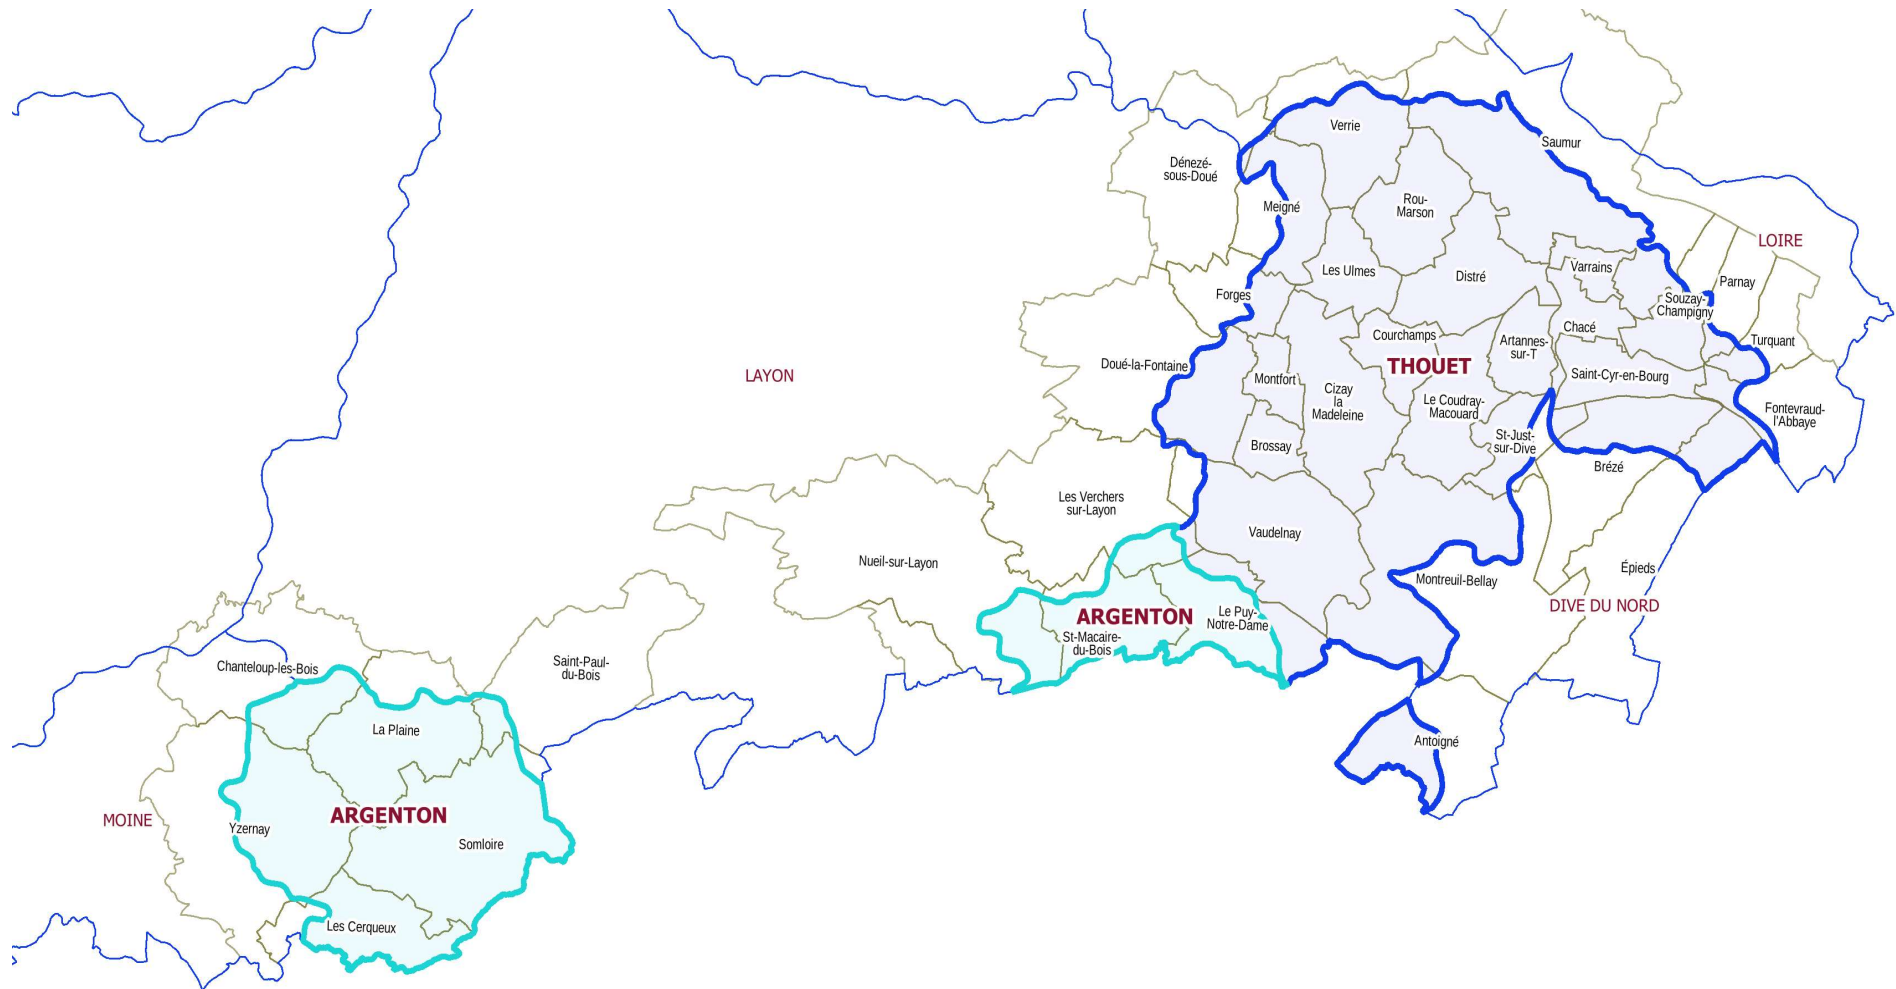 Verrie
Saumur
Dénezé-
sous-Doué
Meigné
Rou-
Marson
LOIRE
Les Ulmes
Distré
Varrains
Parnay
Forges
Souzay-
Champigny
Courchamps
Chacé
Artannes-
sur-T
Turquant
Doué-la-Fontaine
THOUET
LAYON
Montfort
Cizay
la
Madeleine
Saint-Cyr-en-Bourg
Le Coudray-
Macouard
Fontevraud-
l'Abbaye
Brossay
St-Just-
sur-Dive
Brézé
Les Verchers
sur-Layon
Vaudelnay
Nueil-sur-Layon
Épieds
Montreuil-Bellay
DIVE DU NORD
ARGENTON
Le Puy-
Notre-Dame
St-Macaire-
du-Bois
Chanteloup-les-Bois
Saint-Paul-
du-Bois
La Plaine
Antoigné
MOINE
ARGENTON
Yzernay
Somloire
Les Cerqueux